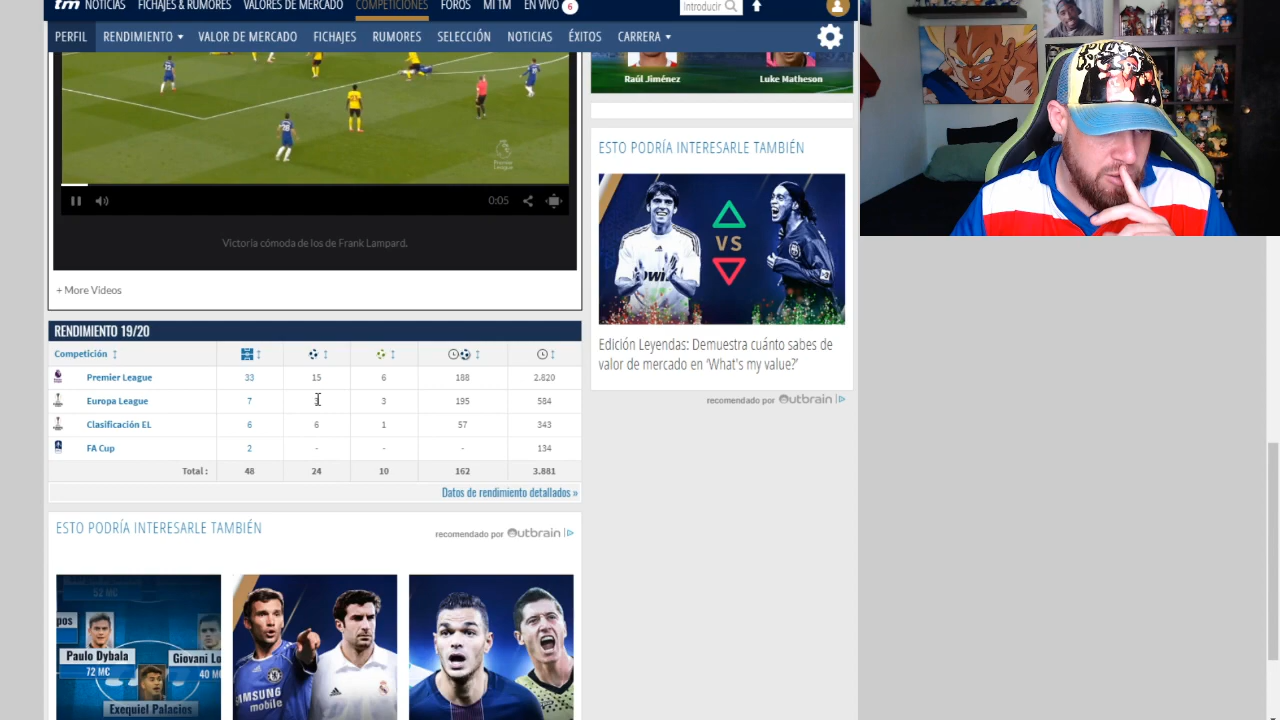 tm NOTICIAS FICHAJES & RUMORES VALORES DE MERCADO COMPETICIONES FOROS MI TM EN VIVO 6 Introducir
PERFIL RENDIMIENTO VALOR DE MERCADO FICHAJES RUMORES SELECCIÓN NOTICIAS ÉXITOS CARRERA
0:05
Victoria cómoda de los de Frank Lampard.
+ More Videos
RENDIMIENTO 19/20
Competición
Premier League 33 15 6 188 2.820
Europa League 7 3 195 584
Clasificación EL 6 6 1 57 343
FA Cup 2 - - - 134
Total : 48 24 10 162 3.881
Datos de rendimiento detallados »
ESTO PODRÍA INTERESARLE TAMBIÉN
recomendado por Outbrain
52 MC
Paulo Dybala
72 MC
Giovani Lo
40 M
Exequiel Palacios
SAMSUNG
mobile
Raúl Jiménez Luke Matheson
ESTO PODRÍA INTERESARLE TAMBIÉN
VS
Edición Leyendas: Demuestra cuánto sabes
de valor de mercado en 'What's my value?'
recomendado por Outbrain